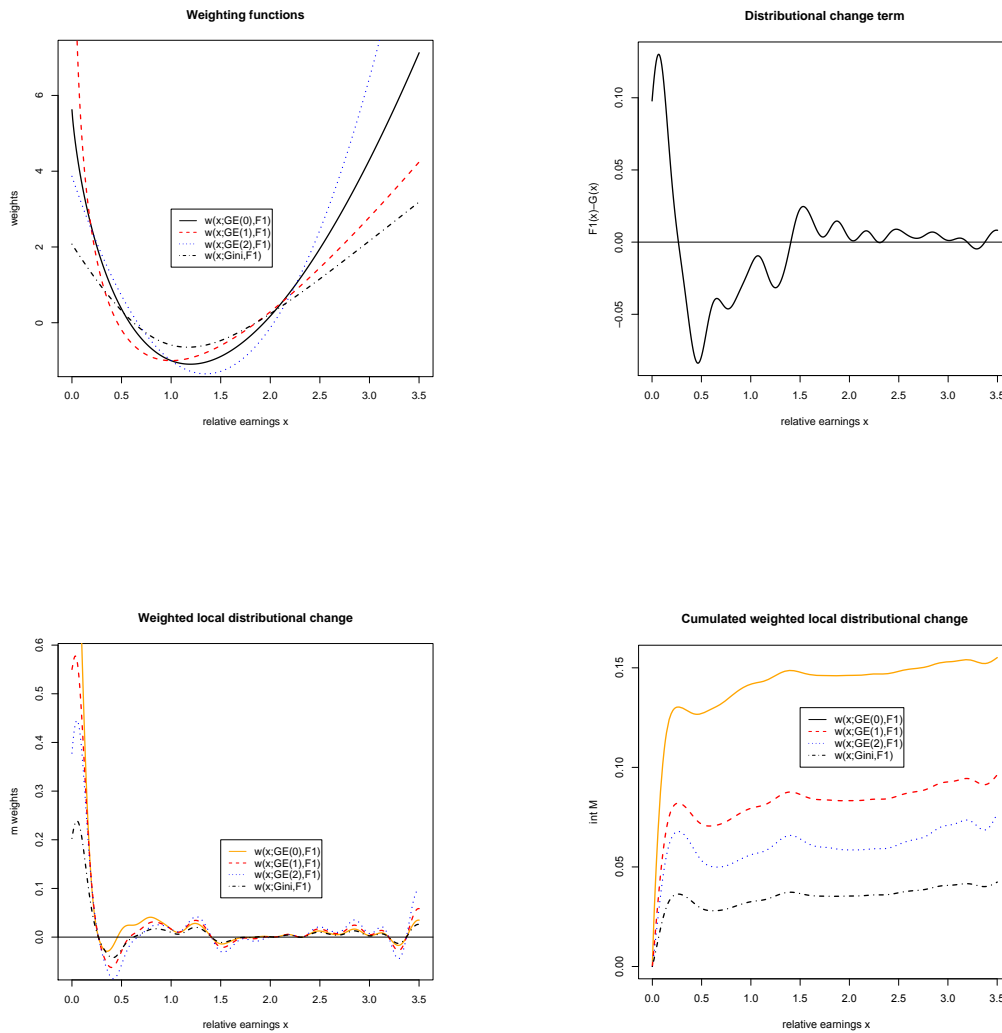 Weighting functions
weights
6
4
2
0
w(x;GE(0),F1)
w(x;GE(1),F1)
w(x;GE(2),F1)
w(x;Gini,F1)
0.0 0.5 1.0 1.5 2.0 2.5 3.0 3.5
relative earnings x
Distributional change term
F1(x)−G(x)
0.10
0.05
0.00
−0.05
0.0 0.5 1.0 1.5 2.0 2.5 3.0 3.5
relative earnings x
Weighted local distributional change
m weights
0.6
0.5
0.4
0.3
0.2
0.1
0.0
w(x;GE(0),F1)
w(x;GE(1),F1)
w(x;GE(2),F1)
w(x;Gini,F1)
0.0 0.5 1.0 1.5 2.0 2.5 3.0 3.5
relative earnings x
Cumulated weighted local distributional change
int M
0.15
0.10
0.05
0.00
w(x;GE(0),F1)
w(x;GE(1),F1)
w(x;GE(2),F1)
w(x;Gini,F1)
0.0 0.5 1.0 1.5 2.0 2.5 3.0 3.5
relative earnings x